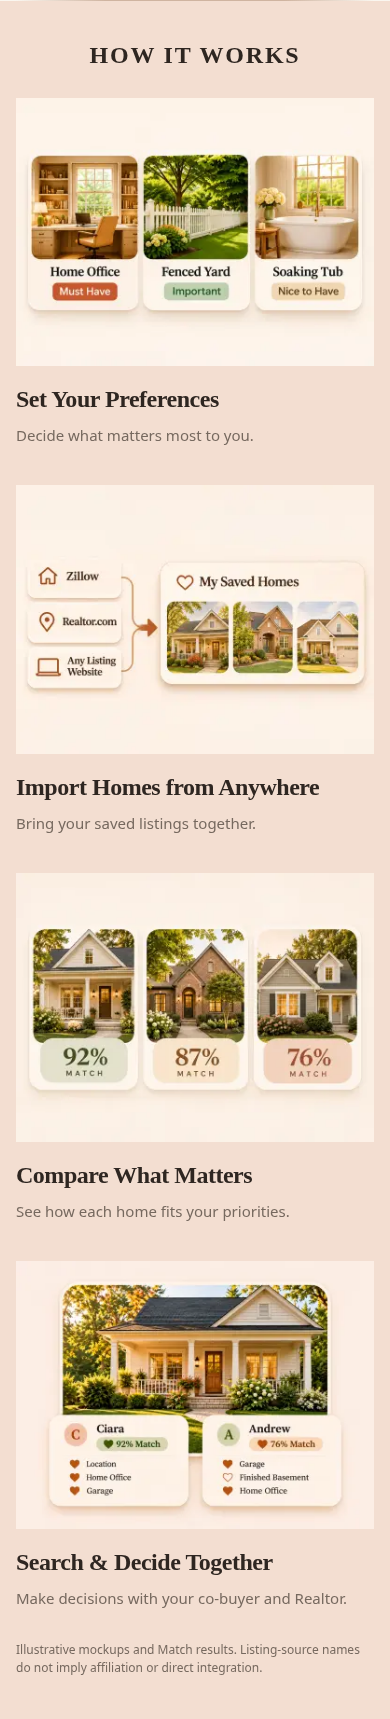 HOW IT WORKS
Home Office
Must Have
Fenced Yard
Important
Soaking Tub
Nice to Have
Set Your Preferences
Decide what matters most to you.
Zillow
Realtor.com
Any Listing
Website
My Saved Homes
Import Homes from Anywhere
Bring your saved listings together.
92%
MATCH
87%
MATCH
76%
MATCH
Compare What Matters
See how each home fits your priorities.
C
Ciara
92% Match
Location
Home Office
Garage
A
Andrew
76% Match
Garage
Finished Basement
Home Office
Search & Decide Together
Make decisions with your co-buyer and Realtor.
Illustrative mockups and Match results. Listing-source names
do not imply affiliation or direct integration.